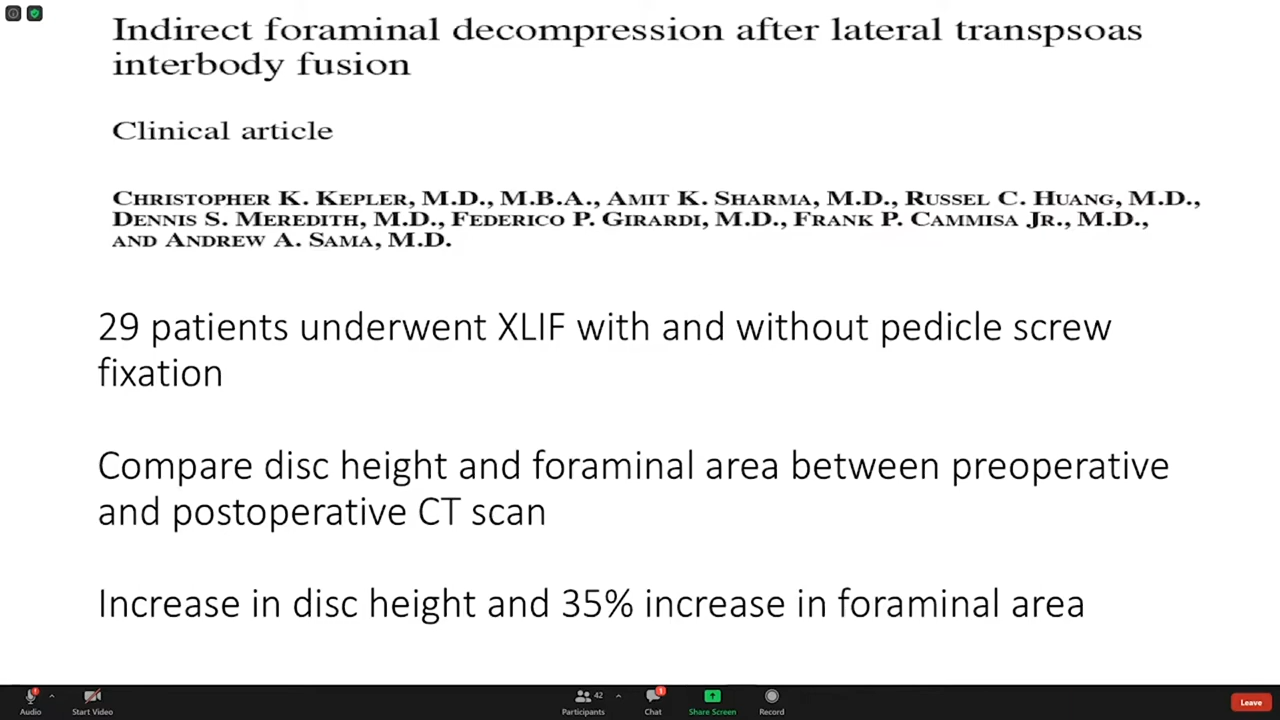 Indirect foraminal decompression after lateral transpsoas
interbody fusion
Clinical article
CHRISTOPHER K. KEPLER, M.D., M.B.A., AMIT K. SHARMA, M.D., RUSSEL C. HUANG, M.D.,
DENNIS S. MEREDITH, M.D., FEDERICO P. GIRARDI, M.D., FRANK P. CAMMISA JR., M.D.,
AND ANDREW A. SAMA, M.D.
29 patients underwent XLIF with and without pedicle screw
fixation
Compare disc height and foraminal area between preoperative
and postoperative CT scan
Increase in disc height and 35% increase in foraminal area
Audio
Start Video
Participants 42
Chat 1
Share Screen
Record
Leave